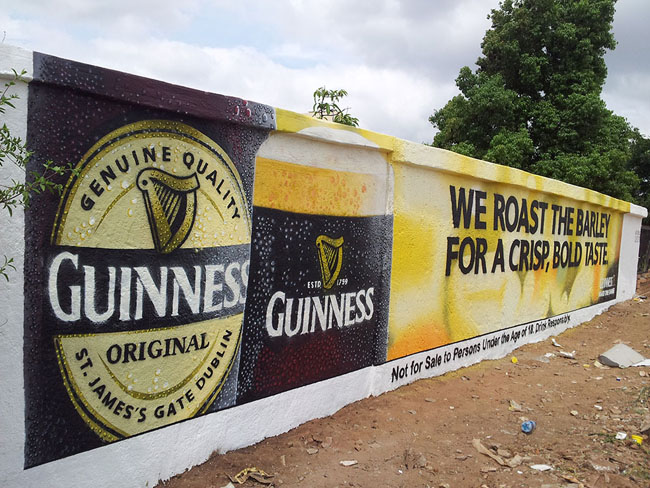 GENUINE QUALITY
GUINNESS
ORIGINAL
ST. JAMES'S GATE DUBLIN
ESTD 1799
GUINNESS
WE ROAST THE BARLEY
FOR A CRISP, BOLD TASTE.
Not for Sale to Persons Under the Age of 18. Drink Responsibly.